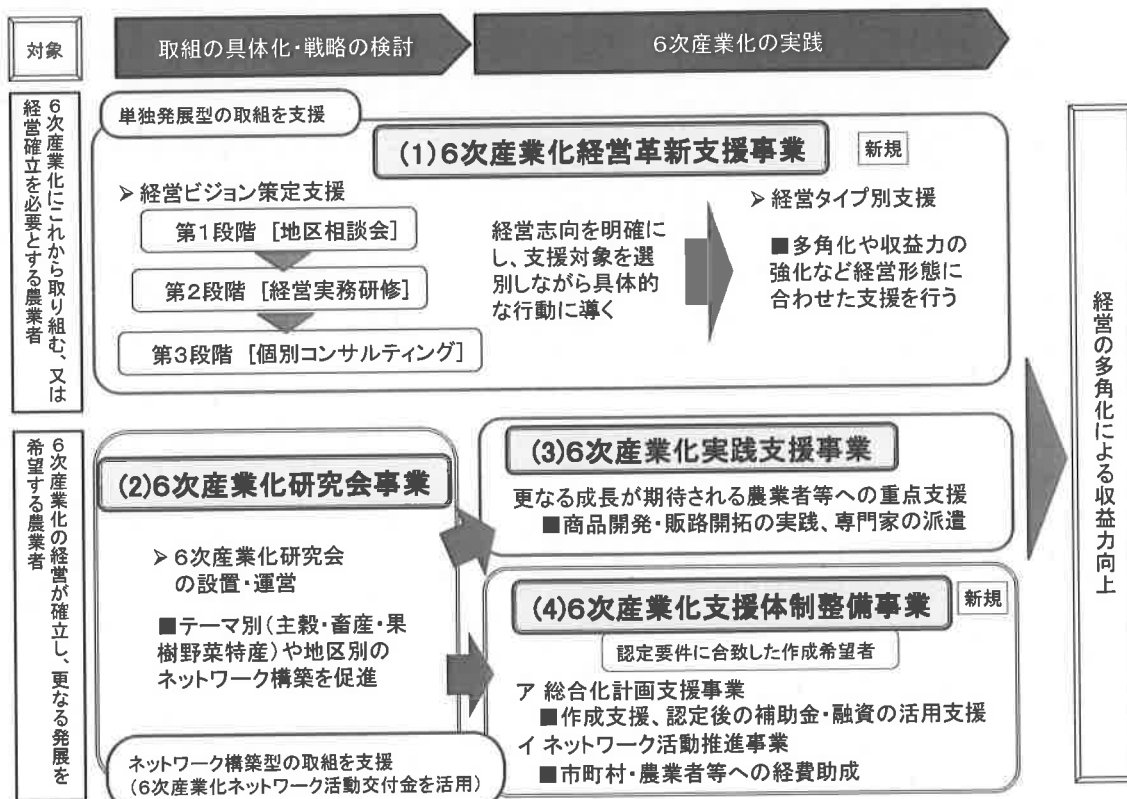 対象
取組の具体化・戦略の検討
6次産業化の実践
6次産業化にこれから取り組む、又は
経営確立を必要とする農業者
単独発展型の取組を支援
(1)6次産業化経営革新支援事業
新規
➢経営ビジョン策定支援
第1段階 [地区相談会]
第2段階 [経営実務研修]
第3段階 [個別コンサルティング]
経営志向を明確に
し、支援対象を選
別しながら具体的
な行動に導く
➢経営タイプ別支援
■多角化や収益力の
強化など経営形態に
合わせた支援を行う
6次産業化の経営が確立し、更なる発展を
希望する農業者
(2)6次産業化研究会事業
➢6次産業化研究会
の設置・運営
■テーマ別(主穀・畜産・果
樹野菜特産)や地区別の
ネットワーク構築を促進
ネットワーク構築型の取組を支援
(6次産業化ネットワーク活動交付金を活用)
(3)6次産業化実践支援事業
更なる成長が期待される農業者等への重点支援
■商品開発・販路開拓の実践、専門家の派遣
(4)6次産業化支援体制整備事業
新規
認定要件に合致した作成希望者
ア 総合化計画支援事業
■作成支援、認定後の補助金・融資の活用支援
イ ネットワーク活動推進事業
■市町村・農業者等への経費助成
経営の多角化による収益力向上